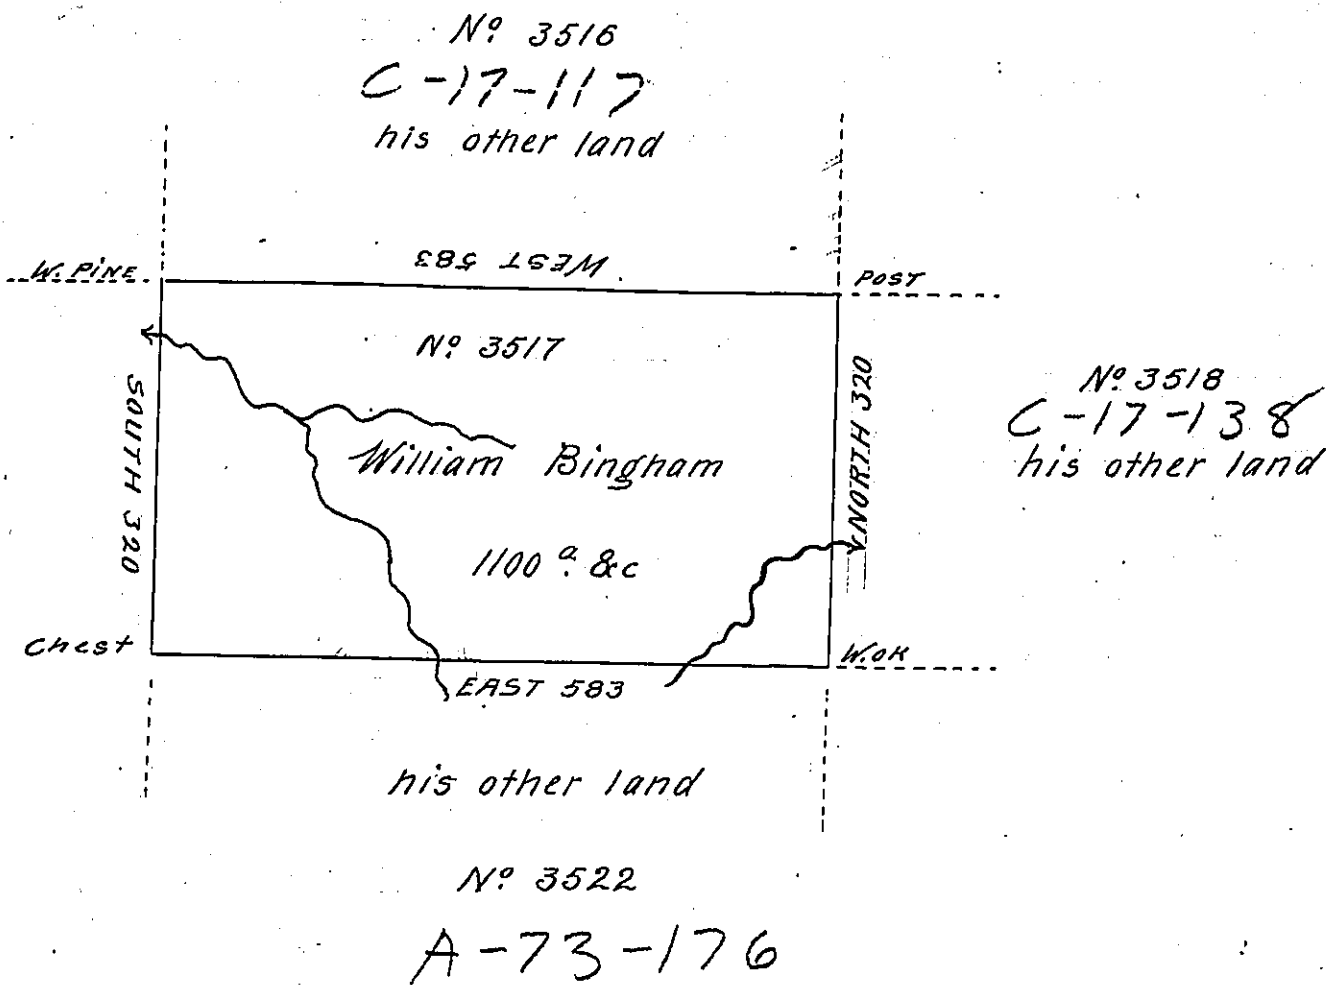 Nº 3516
C-17-117
his other land
WEST 583
W. PINE
POST
Nº 3517
SOUTH 320
NORTH 320
Nº 3518
C-17-138
his other land
William Bingham
1100 a. &c
Chest
W.OK
EAST 583
his other land
Nº 3522
A-73-176